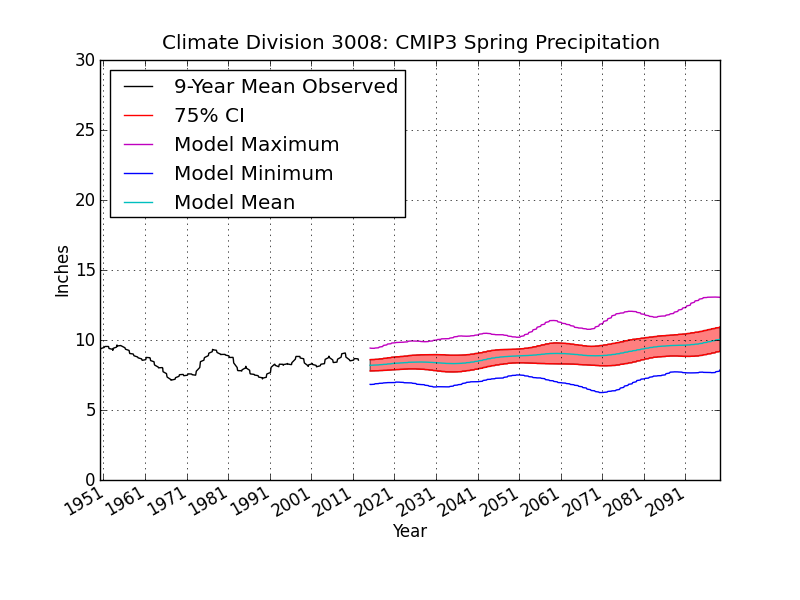 Climate Division 3008: CMIP3 Spring Precipitation
30
25
20
15
10
5
0
Inches
9-Year Mean Observed
75% CI
Model Maximum
Model Minimum
Model Mean
1951 1961 1971 1981 1991 2001 2011 2021 2031 2041 2051 2061 2071 2081 2091
Year